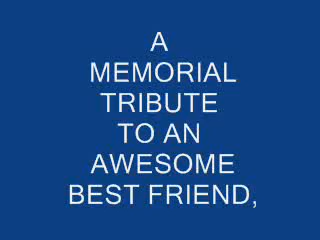 A
MEMORIAL
TRIBUTE
TO AN
AWESOME
BEST FRIEND,